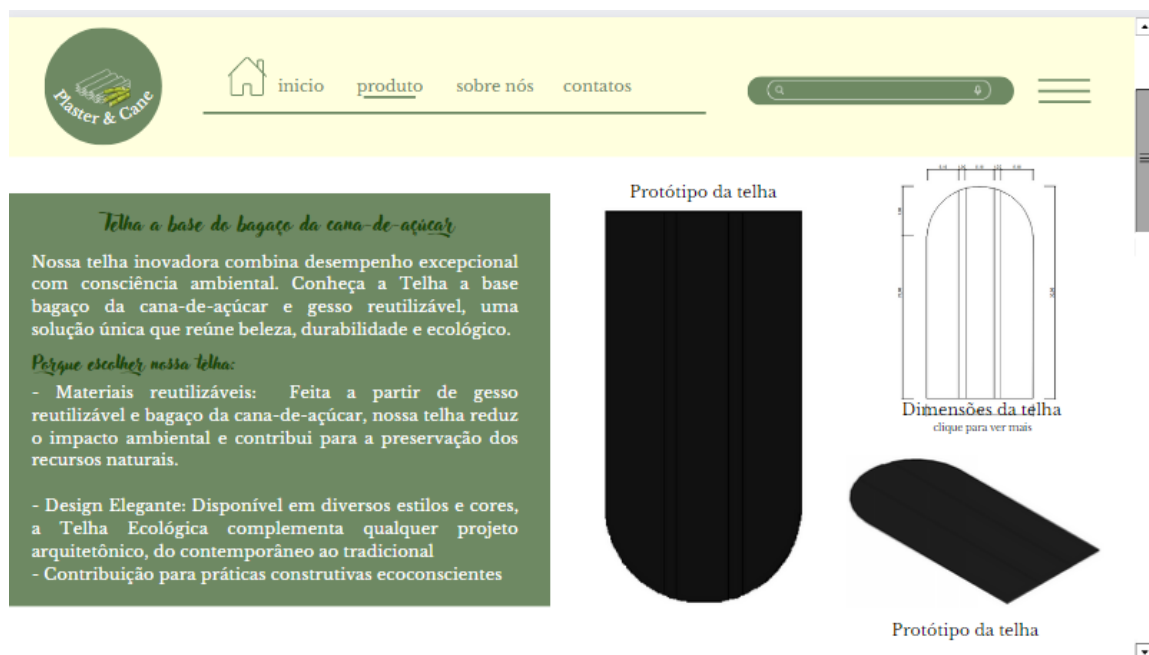 Plaster & Cane
inicio produto sobre nós contatos
Telha a base do bagaço da cana-de-açúcar
Nossa telha inovadora combina desempenho excepcional
com consciência ambiental. Conheça a Telha a base
bagaço da cana-de-açúcar e gesso reutilizável, uma
solução única que reúne beleza, durabilidade e ecológico.
Porque escolher nossa telha:
- Materiais reutilizáveis: Feita a partir de gesso
reutilizável e bagaço da cana-de-açúcar, nossa telha reduz
o impacto ambiental e contribui para a preservação dos
recursos naturais.
- Design Elegante: Disponível em diversos estilos e cores,
a Telha Ecológica complementa qualquer projeto
arquitetônico, do contemporâneo ao tradicional
- Contribuição para práticas construtivas ecoconscientes
Protótipo da telha
Dimensões da telha
clique para ver mais
Protótipo da telha